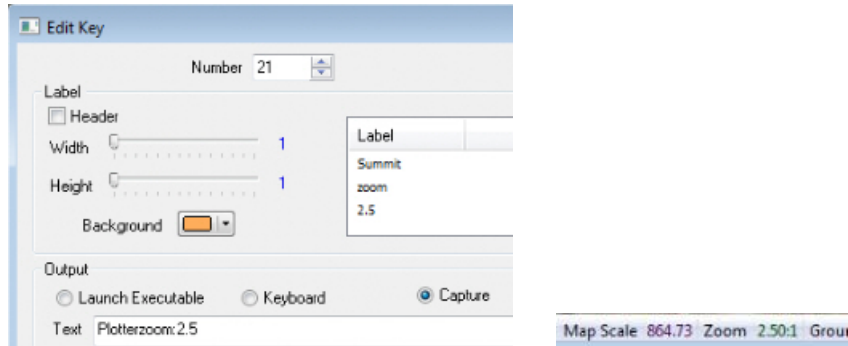 Edit Key
Number 21
Label
Header
Width 1
Label
Summit
Height 1
zoom
2.5
Background
Output
Launch Executable Keyboard Capture
Text Plotterzoom:2.5
Map Scale 864.73 Zoom 2.50:1